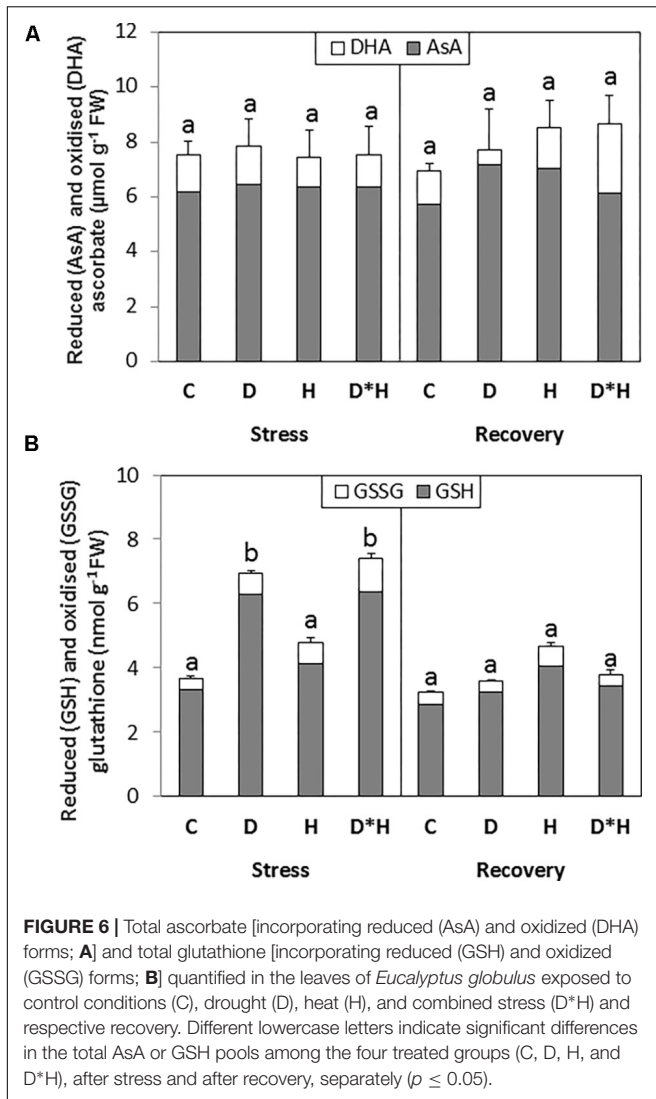 A
Reduced (AsA) and oxidised (DHA)
ascorbate (µmol g-1 FW)
12
10
8
6
4
2
0
DHA AsA
a a a a a a a a
C D H D*H C D H D*H
Stress Recovery
B
Reduced (GSH) and oxidised (GSSG)
glutathione (nmol g-1FW)
10
8
6
4
2
0
GSSG GSH
a b a b a a a a
C D H D*H C D H D*H
Stress Recovery
FIGURE 6 | Total ascorbate [incorporating reduced (AsA) and oxidized (DHA)
forms; A] and total glutathione [incorporating reduced (GSH) and oxidized
(GSSG) forms; B] quantified in the leaves of Eucalyptus globulus exposed to
control conditions (C), drought (D), heat (H), and combined stress (D*H) and
respective recovery. Different lowercase letters indicate significant differences
in the total AsA or GSH pools among the four treated groups (C, D, H, and
D*H), after stress and after recovery, separately (p ≤ 0.05).